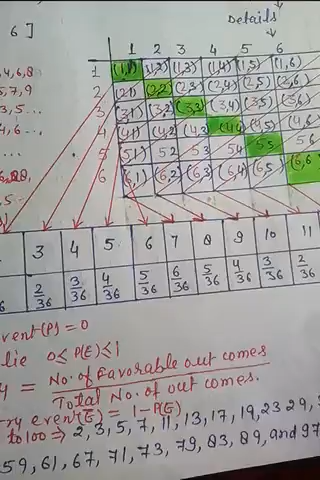 Details
6 ]
1 2 3 4 5 6
4,6,8
1 (1,1) (1,2) (1,3) (1,4) (1,5) (1,6)
5,7,9
2 (2,1) (2,2) (2,3) (2,4) (2,5) (2,6)
3,5...
3 (3,1) (3,2) (3,3) (3,4) (3,5) (3,6)
4,6..
4 (4,1) (4,2) (4,3 (4 4) (4,5) (4,6
5 5,1) 5 2 5 3 5 4 5 5 5 6
6 (6,1) (6,2 (6,3 (6,4) (6,5) (6,6
3 4 5 6 7 8 9 10 11
2/36 3/36 4/36 5/36 6/36 5/36 4/36 3/36 2/36
vent(P) = 0
lie 0 ≤ P(E) ≤ 1
y = No. of Favorable out comes
Total No. of out comes.
ry event(E̅) = 1 - P(E)
to 100 ⇒ 2, 3, 5, 7, 11, 13, 17, 19, 23 29, 3
59, 61, 67, 71, 73, 79, 83, 89, and 97